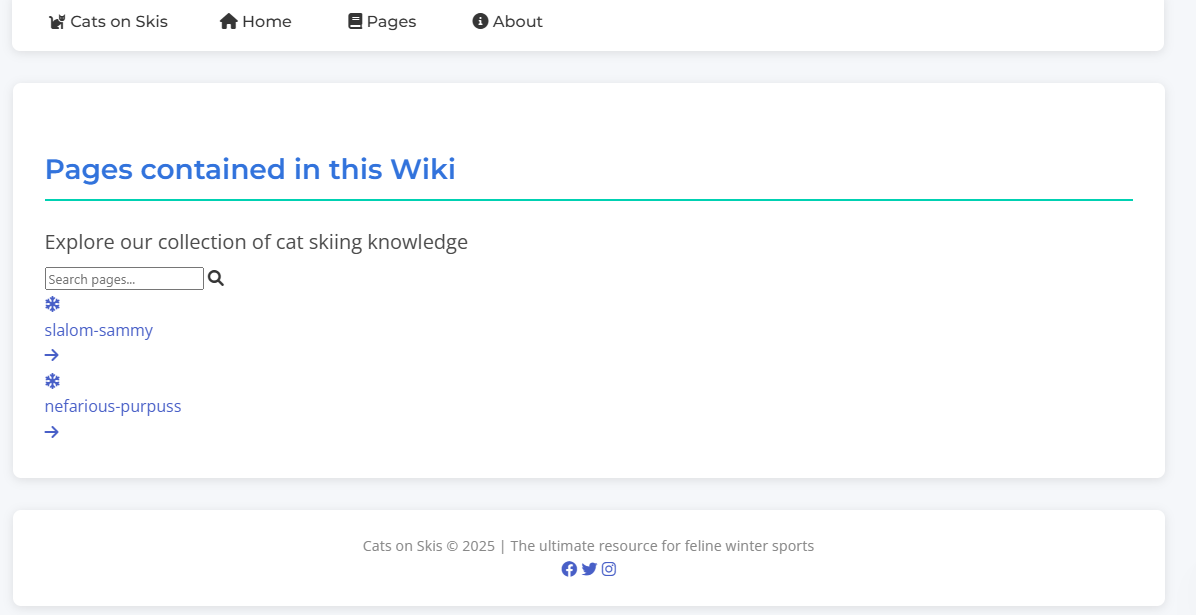 Cats on Skis Home Pages About
Pages contained in this Wiki
Explore our collection of cat skiing knowledge
Search pages...
slalom-sammy
nefarious-purpuss
Cats on Skis © 2025 | The ultimate resource for feline winter sports